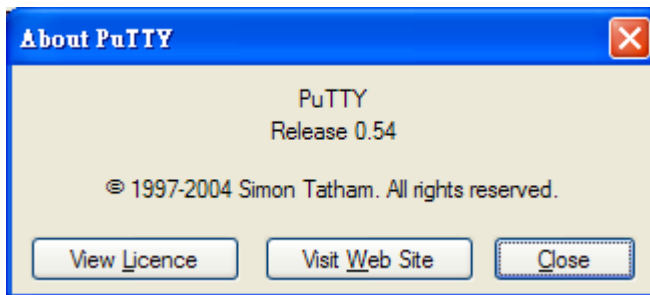 About PuTTY
PuTTY
Release 0.54
© 1997-2004 Simon Tatham. All rights reserved.
View Licence
Visit Web Site
Close